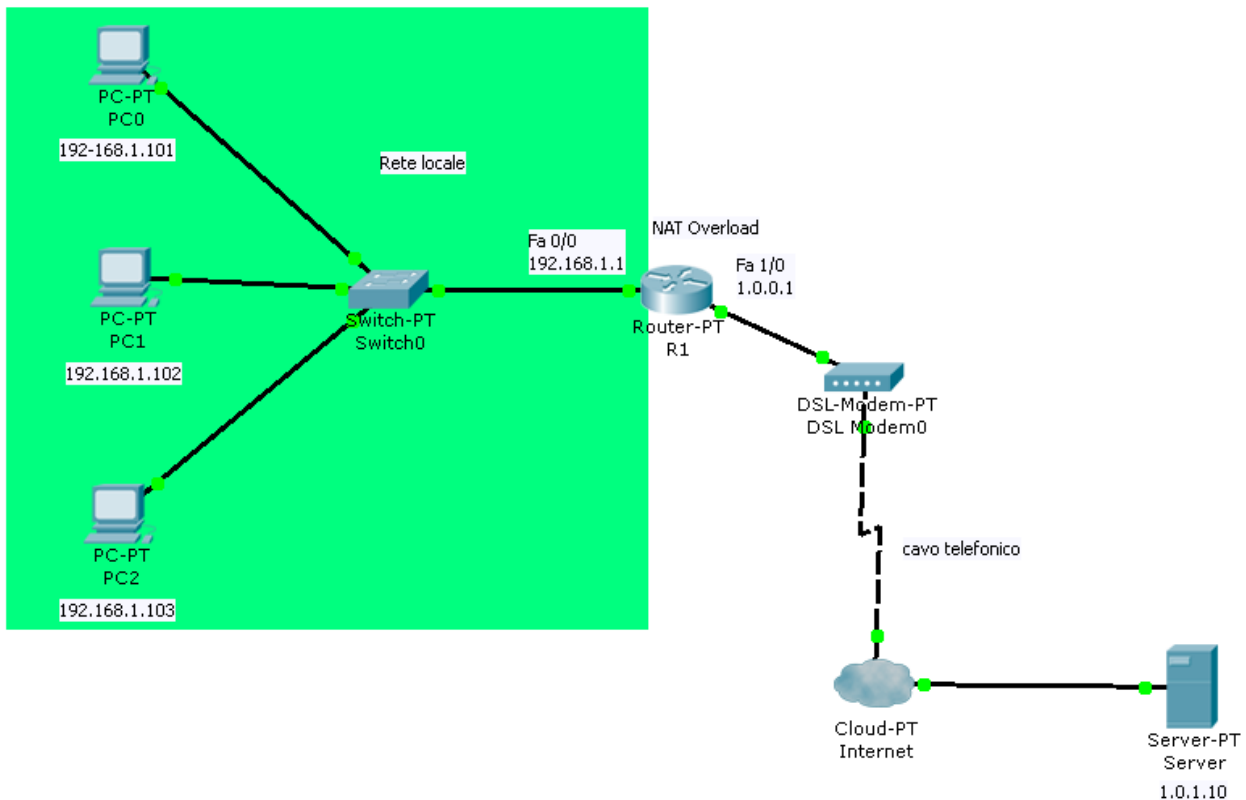 PC-PT
PC0
192-168.1.101
Rete locale
NAT Overload
Fa 0/0
192.168.1.1
Fa 1/0
1.0.0.1
PC-PT
PC1
192.168.1.102
Switch-PT
Switch0
Router-PT
R1
DSL-Modem-PT
DSL Modem0
PC-PT
PC2
192.168.1.103
cavo telefonico
Cloud-PT
Internet
Server-PT
Server
1.0.1.10